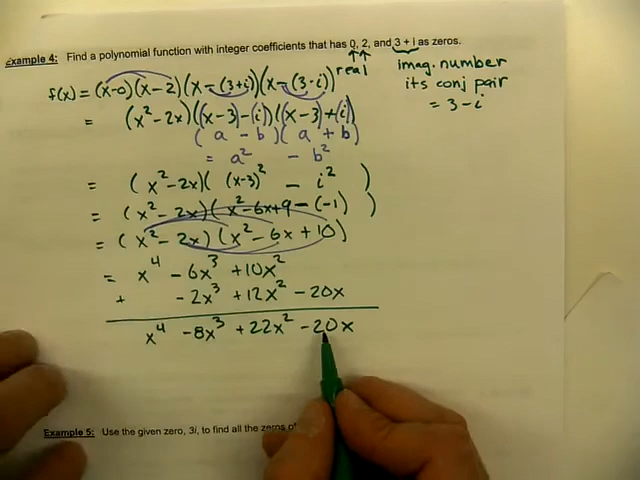 Example 4: Find a polynomial function with integer coefficients that has 0, 2, and 3 + i as zeros.
real
imag. number
its conj pair
= 3 - i
f(x) = (x-0)(x-2)(x-(3+i))(x-(3-i))
= (x²-2x)((x-3)-(i))((x-3)+(i))
(a - b)(a + b)
= a² - b²
= (x²-2x)((x-3)² - i²)
= (x²-2x)(x²-6x+9-(-1))
= (x²-2x)(x²-6x+10)
= x⁴ -6x³ +10x²
+ -2x³ +12x² -20x
x⁴ -8x³ +22x² -20x
Example 5: Use the given zero, 3i, to find all the zeros of